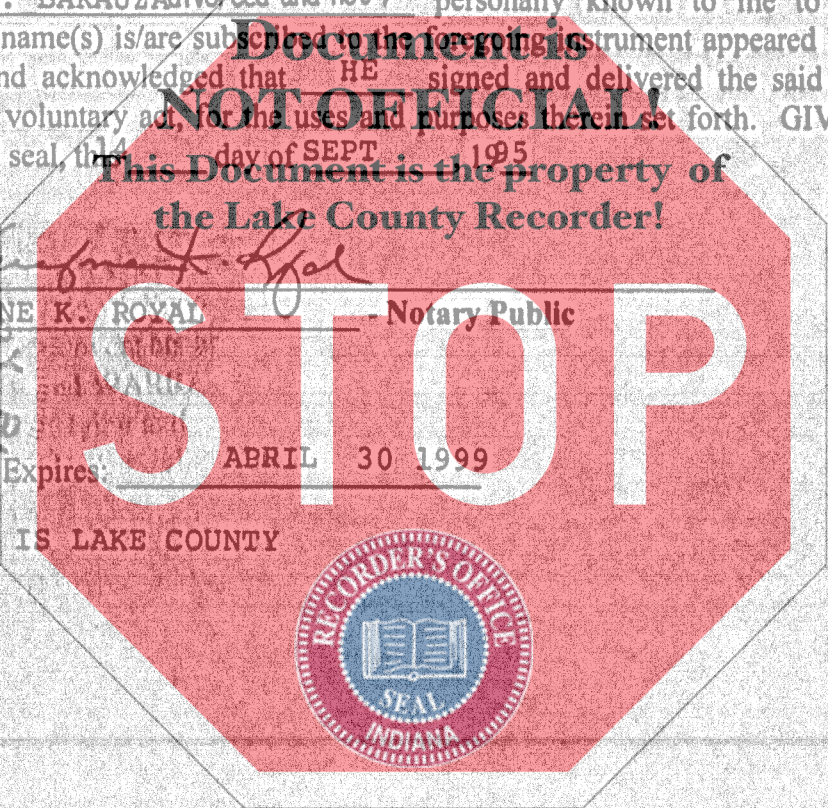 personally known to me to
name(s) is/are subscribed to the foregoing instrument appeared
nd acknowledged that HE signed and delivered the said
voluntary act, for the uses and purposes therein set forth. GIV
seal, this 14 day of SEPT 1995
Document is
NOT OFFICIAL!
This Document is the property of
the Lake County Recorder!
NE K. ROYAL - Notary Public
STOP
Expires: APRIL 30 1999
IS LAKE COUNTY
RECORDER'S OFFICE
SEAL
INDIANA